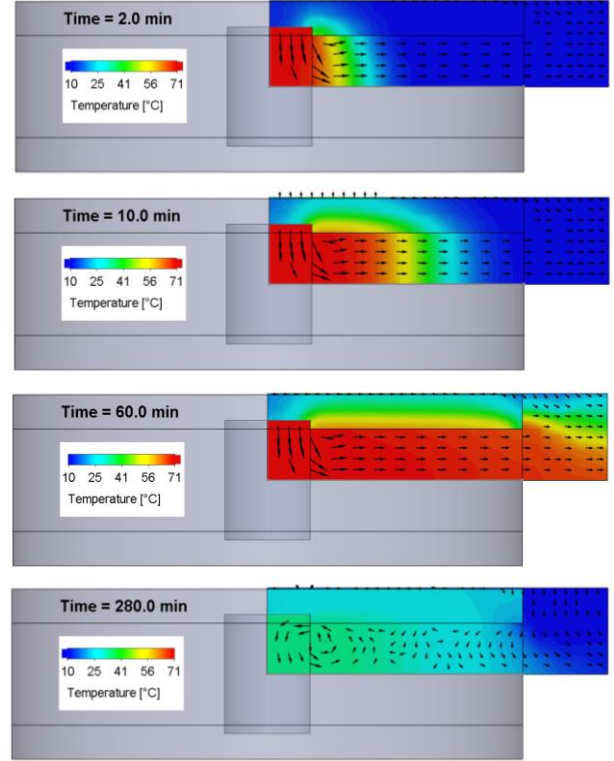 Time = 2.0 min
10 25 41 56 71
Temperature [°C]
Time = 10.0 min
10 25 41 56 71
Temperature [°C]
Time = 60.0 min
10 25 41 56 71
Temperature [°C]
Time = 280.0 min
10 25 41 56 71
Temperature [°C]